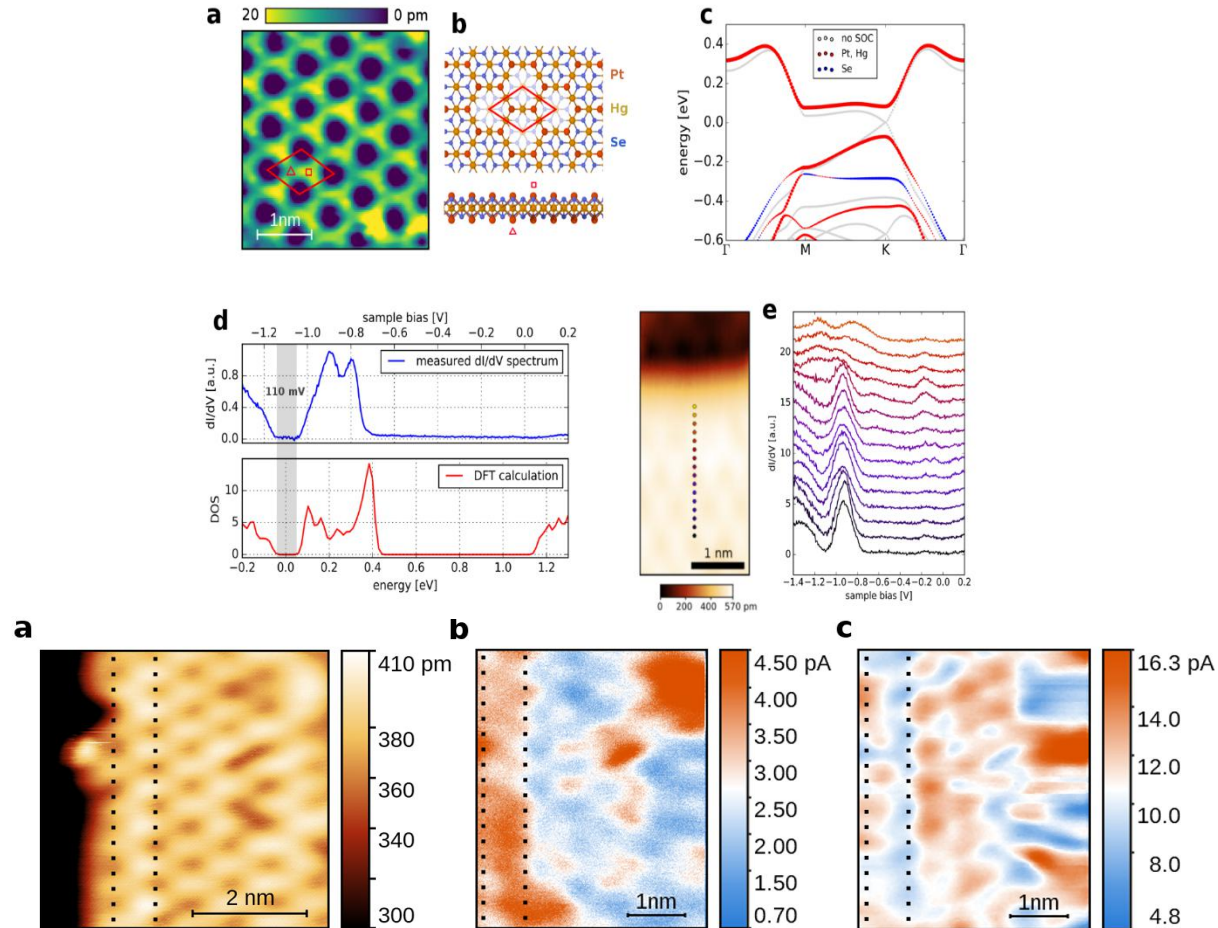 a
20 0 pm
1nm
b
Pt
Hg
Se
c
energy [eV]
0.4
0.2
0.0
−0.2
−0.4
−0.6
no SOC
Pt, Hg
Se
Γ M K Γ
d
sample bias [V]
−1.2 −1.0 −0.8 −0.6 −0.4 −0.2 0.0 0.2
dI/dV [a.u.]
0.8
0.4
0.0
measured dI/dV spectrum
110 mV
DOS
10
5
0
DFT calculation
−0.2 0.0 0.2 0.4 0.6 0.8 1.0 1.2
energy [eV]
1 nm
0 200 400 570 pm
e
dI/dV [a.u.]
20
15
10
5
0
−1.4 −1.2 −1.0 −0.8 −0.6 −0.4 −0.2 0.0 0.2
sample bias [V]
a
2 nm
410 pm
380
360
340
300
b
1nm
4.50 pA
4.00
3.50
3.00
2.50
2.00
1.50
0.70
c
1nm
16.3 pA
14.0
12.0
10.0
8.0
4.8